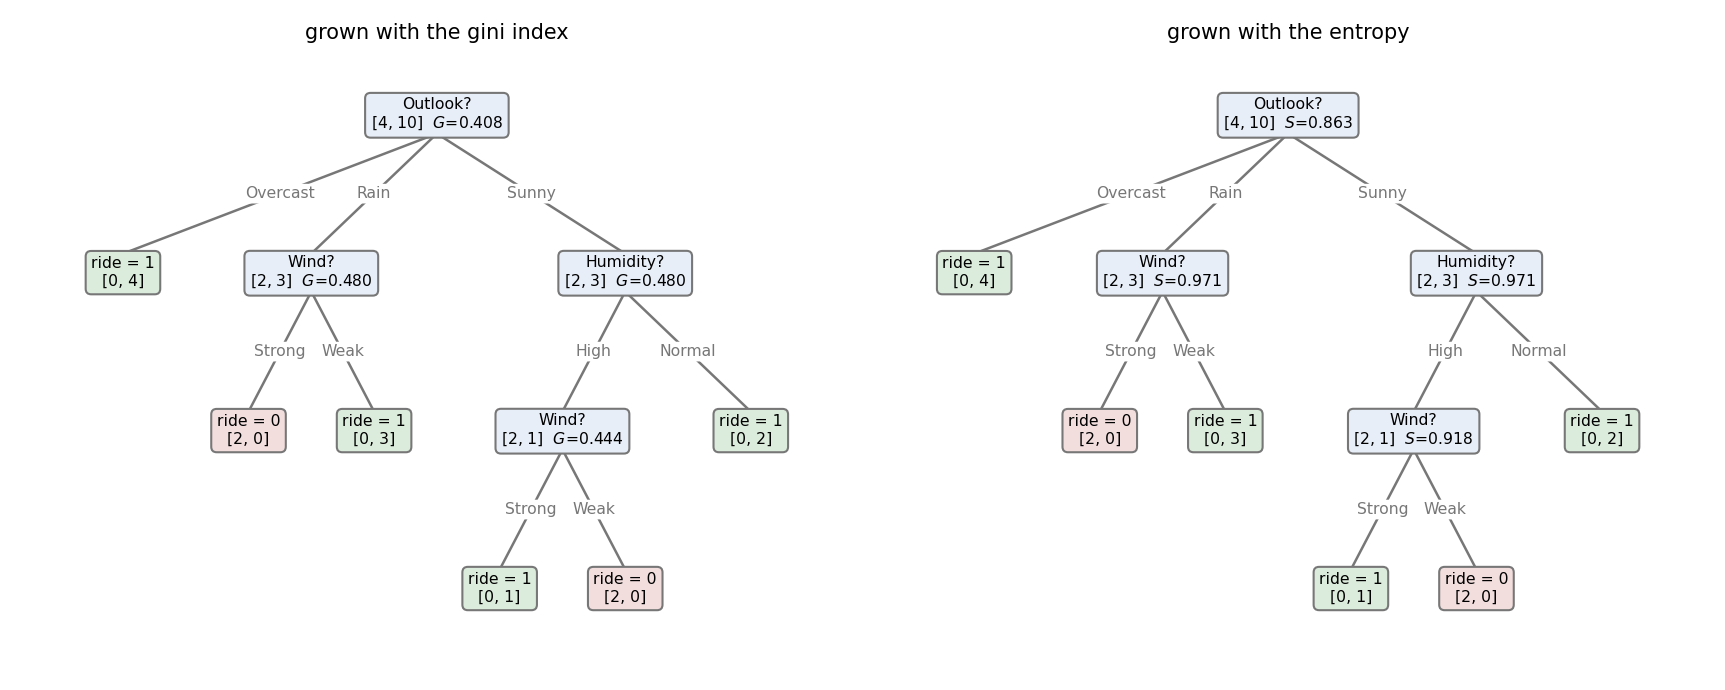 grown with the gini index
Outlook?
[4, 10] G=0.408
Overcast
Rain
Sunny
ride = 1
[0, 4]
Wind?
[2, 3] G=0.480
Humidity?
[2, 3] G=0.480
Strong
Weak
High
Normal
ride = 0
[2, 0]
ride = 1
[0, 3]
Wind?
[2, 1] G=0.444
ride = 1
[0, 2]
Strong
Weak
ride = 1
[0, 1]
ride = 0
[2, 0]
grown with the entropy
Outlook?
[4, 10] S=0.863
Overcast
Rain
Sunny
ride = 1
[0, 4]
Wind?
[2, 3] S=0.971
Humidity?
[2, 3] S=0.971
Strong
Weak
High
Normal
ride = 0
[2, 0]
ride = 1
[0, 3]
Wind?
[2, 1] S=0.918
ride = 1
[0, 2]
Strong
Weak
ride = 1
[0, 1]
ride = 0
[2, 0]